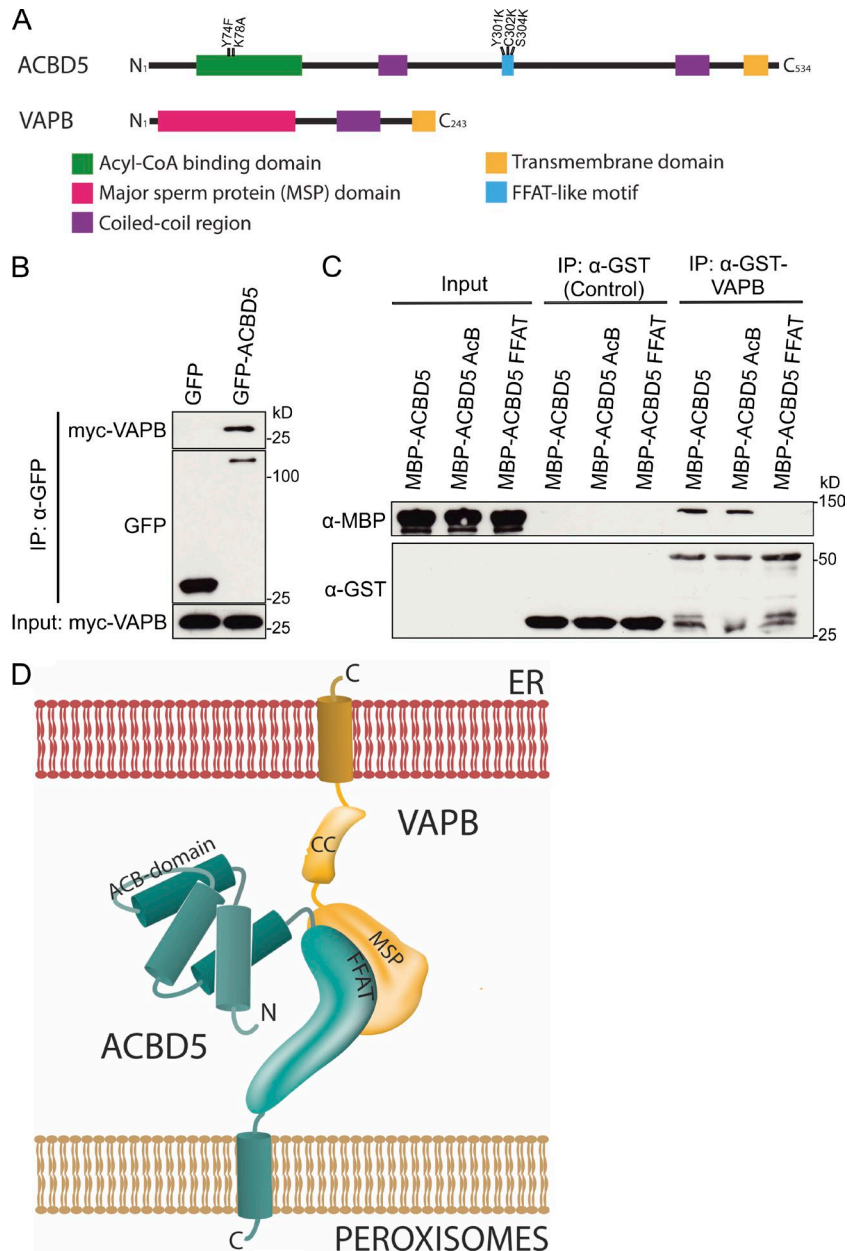 A
Y74F
K78A
Y301K
C302K
S304K
ACBD5
N1
C534
VAPB
N1
C243
Acyl-CoA binding domain
Transmembrane domain
Major sperm protein (MSP) domain
FFAT-like motif
Coiled-coil region
B
GFP
GFP-ACBD5
kD
IP: α-GFP
myc-VAPB
-25
GFP
-100
-25
Input: myc-VAPB
-25
C
Input
IP: α-GST
(Control)
IP: α-GST-
VAPB
MBP-ACBD5
MBP-ACBD5 AcB
MBP-ACBD5 FFAT
MBP-ACBD5
MBP-ACBD5 AcB
MBP-ACBD5 FFAT
MBP-ACBD5
MBP-ACBD5 AcB
MBP-ACBD5 FFAT
kD
α-MBP
-150
α-GST
-50
-25
D
C
ER
VAPB
CC
ACB-domain
MSP
FFAT
N
ACBD5
C
PEROXISOMES